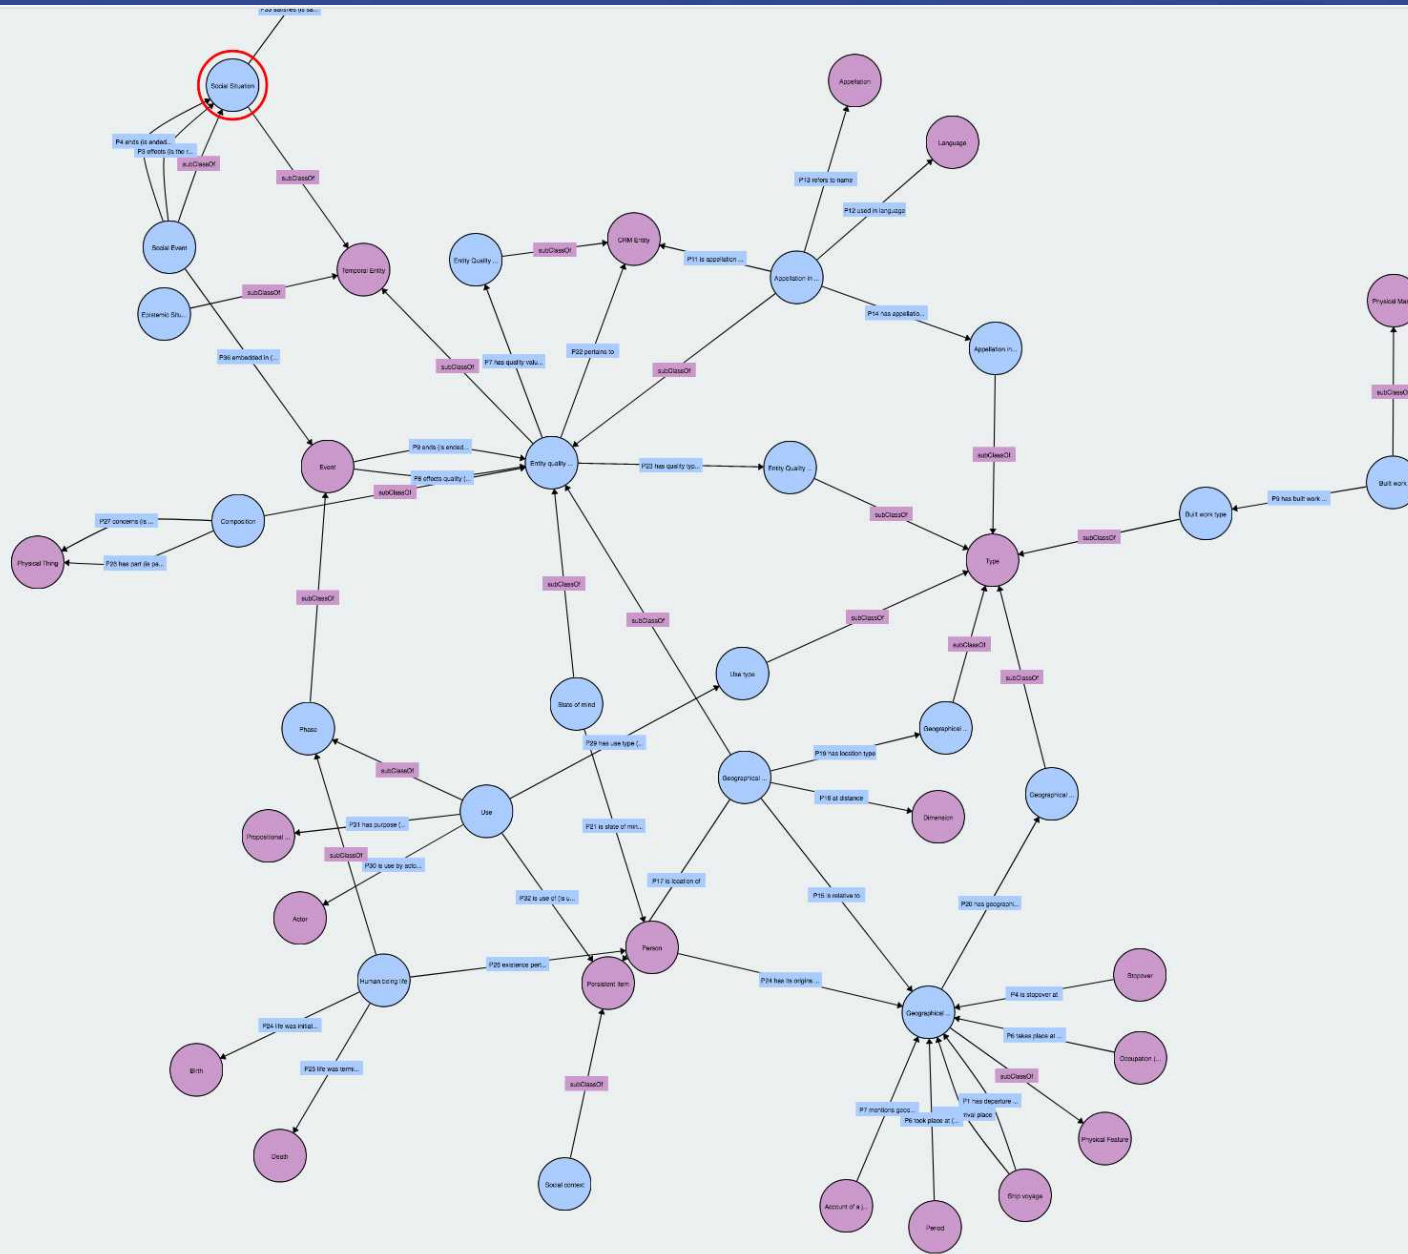 Social Situation
Appellation
P4 ends (is ended...
P3 effects (is the r...
subClassOf
Language
subClassOf
P13 refers to name
P12 used in language
Social Event
Entity Quality ...
subClassOf
CRM Entity
P11 is appellation ...
Temporal Entity
Appellation in...
subClassOf
Epistemic Situ...
Physical Man
P14 has appellatio...
P36 embedded in (...
subClassOf
P7 has quality valu...
P22 pertains to
subClassOf
Appellation in...
subClassOf
P9 ends (is ended...
Event
Entity quality ...
P23 has quality typ...
Entity Quality ...
subClassOf
P8 effects quality (...
subClassOf
Built work
P27 concerns (is ...
Composition
subClassOf
Built work type
P5 has built work ...
Physical Thing
P28 has part (is pa...
Type
subClassOf
subClassOf
subClassOf
subClassOf
subClassOf
subClassOf
subClassOf
Use type
State of mind
Phase
P29 has use type (...
Geographical ...
P19 has location type
subClassOf
Geographical ...
Geographical ...
P18 at distance
Use
P31 has purpose (...
Propositional ...
P21 is state of min...
Dimension
subClassOf
P30 is use by acto...
P17 is location of
P15 is relative to
P32 is use of (is u...
P20 has geographi...
Actor
Person
P26 existence pert...
Human being life
Persistent Item
P24 has its origins ...
Stopover
P4 is stopover at
Geographical ...
P24 life was initial...
P6 takes place at ...
Occupation (...
Birth
P25 life was termi...
subClassOf
subClassOf
P1 has departure ...
P7 mentions geog...
P6 took place at (...
rrival place
Physical Feature
Death
Social context
Ship voyage
Account of a j...
Period